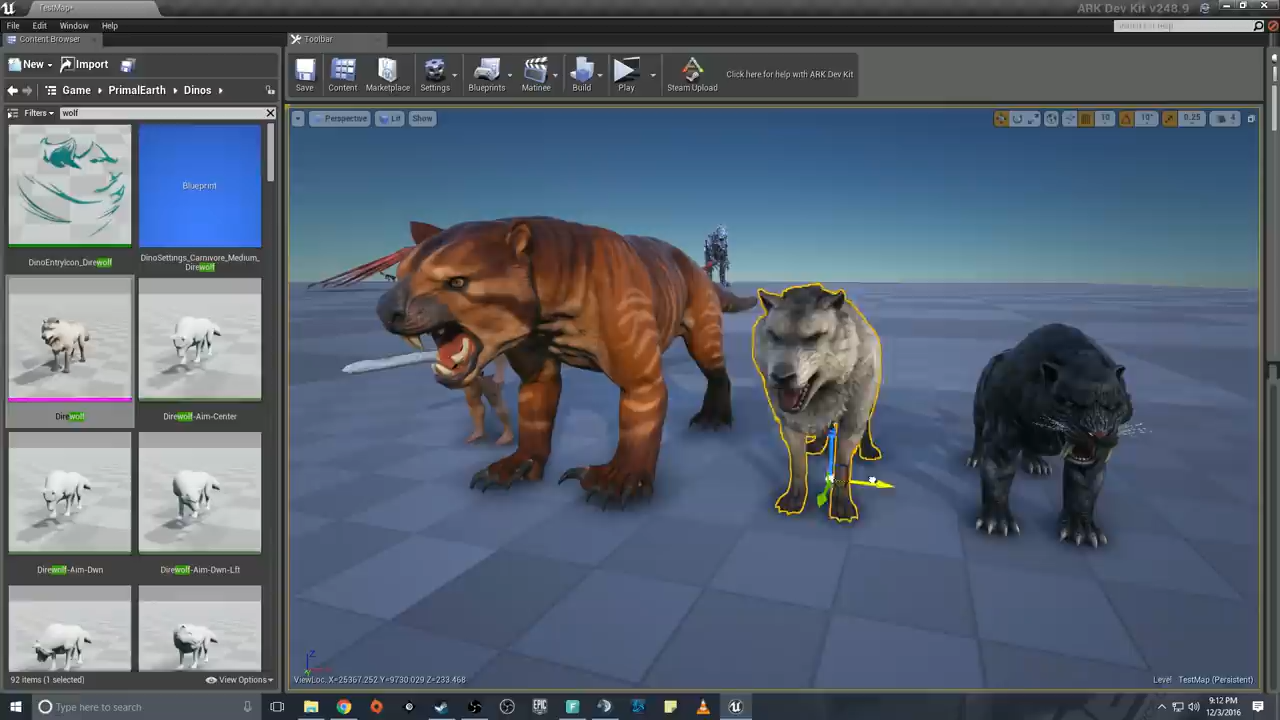 TestMap*
ARK Dev Kit v248.9
File Edit Window Help
Content Browser
Toolbar
New Import
Save Content Marketplace Settings Blueprints Matinee Build Play Steam Upload
Click here for help with ARK Dev Kit
Game PrimalEarth Dinos
Filters wolf
Perspective Lit Show
10 10° 0.25 4
Blueprint
DinoEntryIcon_Direwolf
DinoSettings_Carnivore_Medium_
Direwolf
Direwolf
Direwolf-Aim-Center
Direwolf-Aim-Dwn
Direwolf-Aim-Dwn-Lft
92 items (1 selected)
View Options
ViewLoc: X=25367.252 Y=9730.029 Z=233.468
Level TestMap (Persistent)
Type here to search
EPIC
GAMES
9:12 PM
12/3/2016